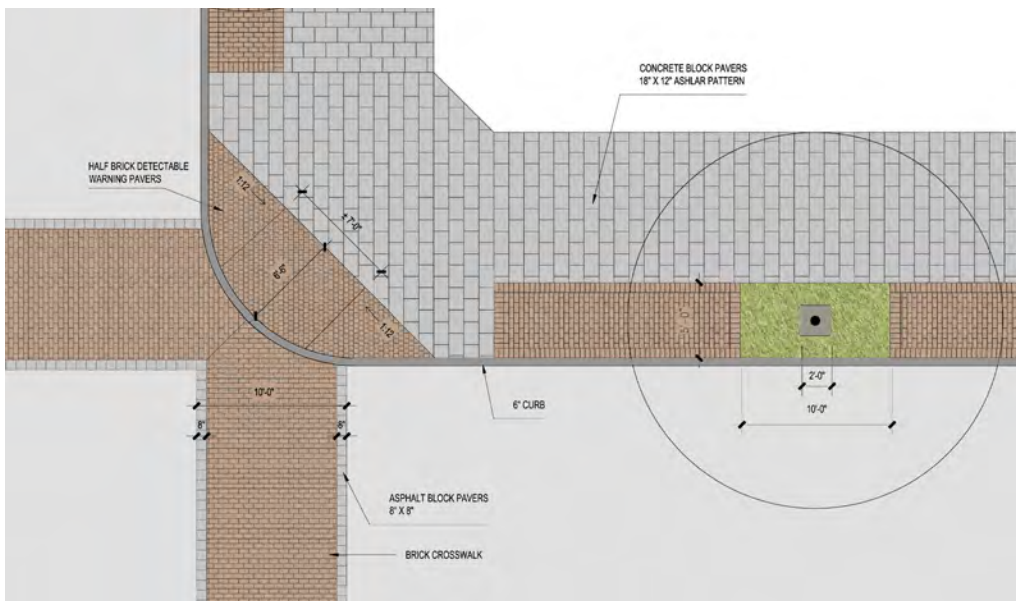 CONCRETE BLOCK PAVERS
18" X 12" ASHLAR PATTERN
HALF BRICK DETECTABLE
WARNING PAVERS
1:12
± 7'-0"
6'-6"
1:12
2'-0"
10'-0"
10'-0"
8"
8"
6" CURB
ASPHALT BLOCK PAVERS
8" X 8"
BRICK CROSSWALK